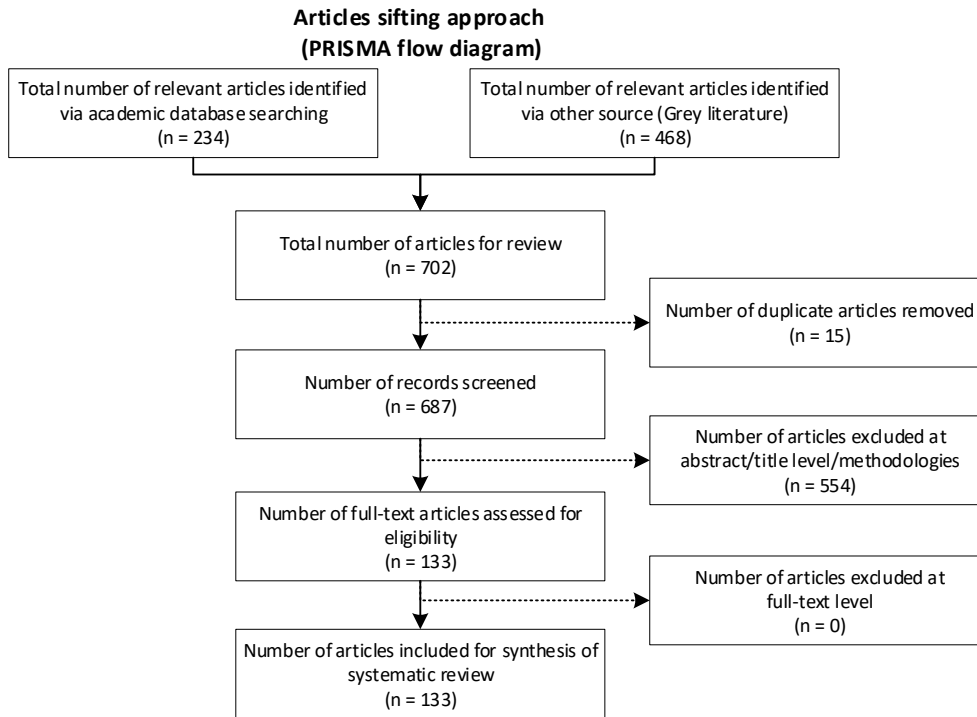 Articles sifting approach
(PRISMA flow diagram)
Total number of relevant articles identified
via academic database searching
(n = 234)
Total number of relevant articles identified
via other source (Grey literature)
(n = 468)
Total number of articles for review
(n = 702)
Number of duplicate articles removed
(n = 15)
Number of records screened
(n = 687)
Number of articles excluded at
abstract/title level/methodologies
(n = 554)
Number of full-text articles assessed for
eligibility
(n = 133)
Number of articles excluded at
full-text level
(n = 0)
Number of articles included for synthesis of
systematic review
(n = 133)